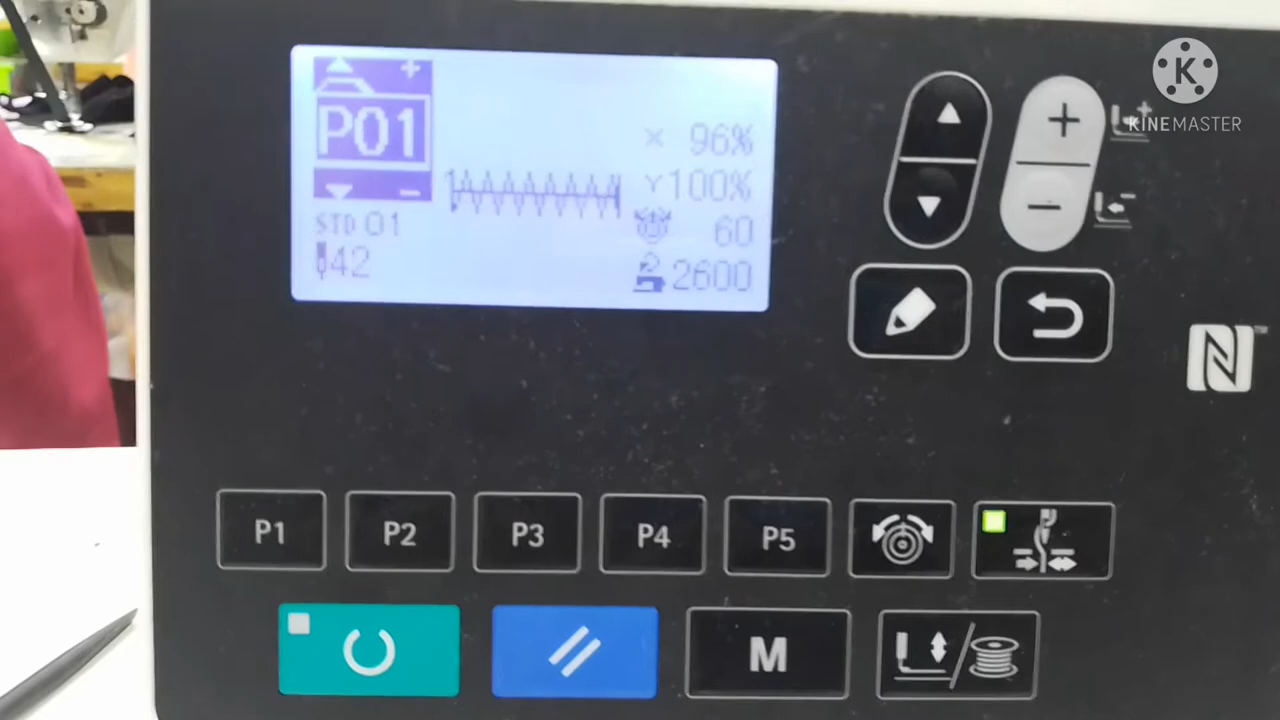 P01
STD 01
42
X 96%
Y 100%
60
2600
KINEMASTER
P1
P2
P3
P4
P5
M